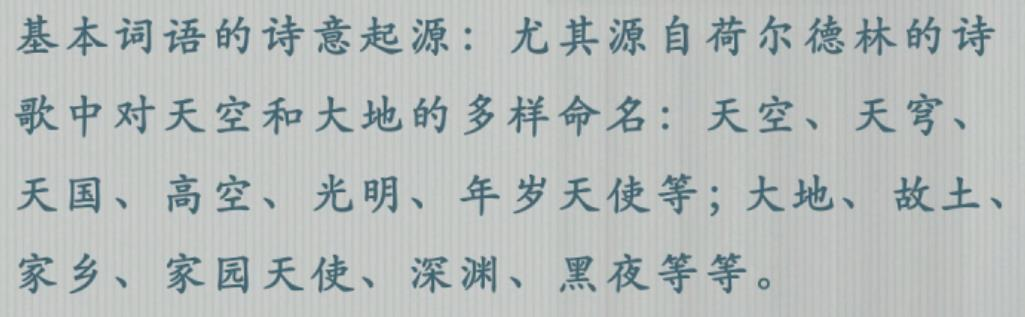 基本词语的诗意起源：尤其源自荷尔德林的诗
歌中对天空和大地的多样命名：天空、天穹、
天国、高空、光明、年岁天使等；大地、故土、
家乡、家园天使、深渊、黑夜等等。